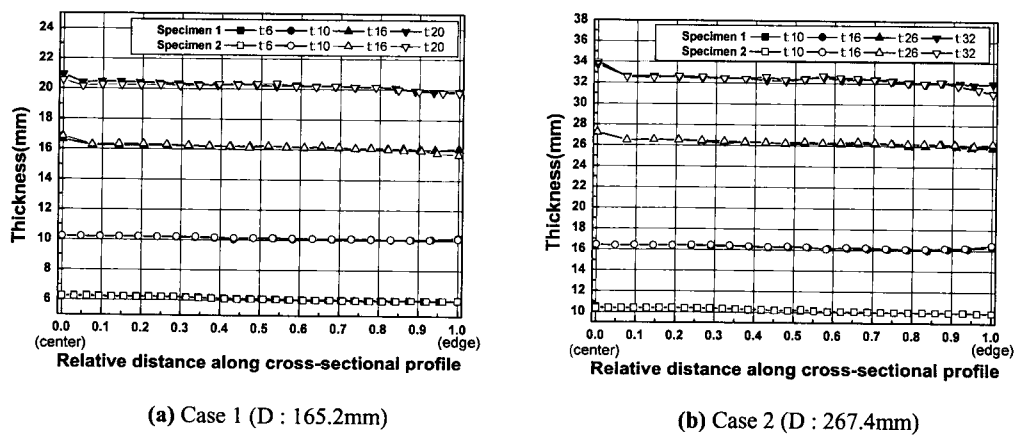 Specimen 1 t:6 t:10 t:16 t:20
Specimen 2 t:6 t:10 t:16 t:20
24
22
20
18
16
14
12
10
8
6
Thickness(mm)
0.0 0.1 0.2 0.3 0.4 0.5 0.6 0.7 0.8 0.9 1.0
(center) (edge)
Relative distance along cross-sectional profile
(a) Case 1 (D : 165.2mm)
Specimen 1 t:10 t:16 t:26 t:32
Specimen 2 t:10 t:16 t:26 t:32
38
36
34
32
30
28
26
24
22
20
18
16
14
12
10
Thickness(mm)
0.0 0.1 0.2 0.3 0.4 0.5 0.6 0.7 0.8 0.9 1.0
(center) (edge)
Relative distance along cross-sectional profile
(b) Case 2 (D : 267.4mm)